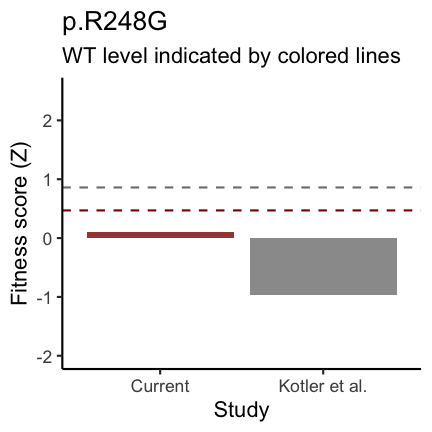 p.R248G
WT level indicated by colored lines
Fitness score (Z)
2
1
0
-1
-2
Current
Kotler et al.
Study